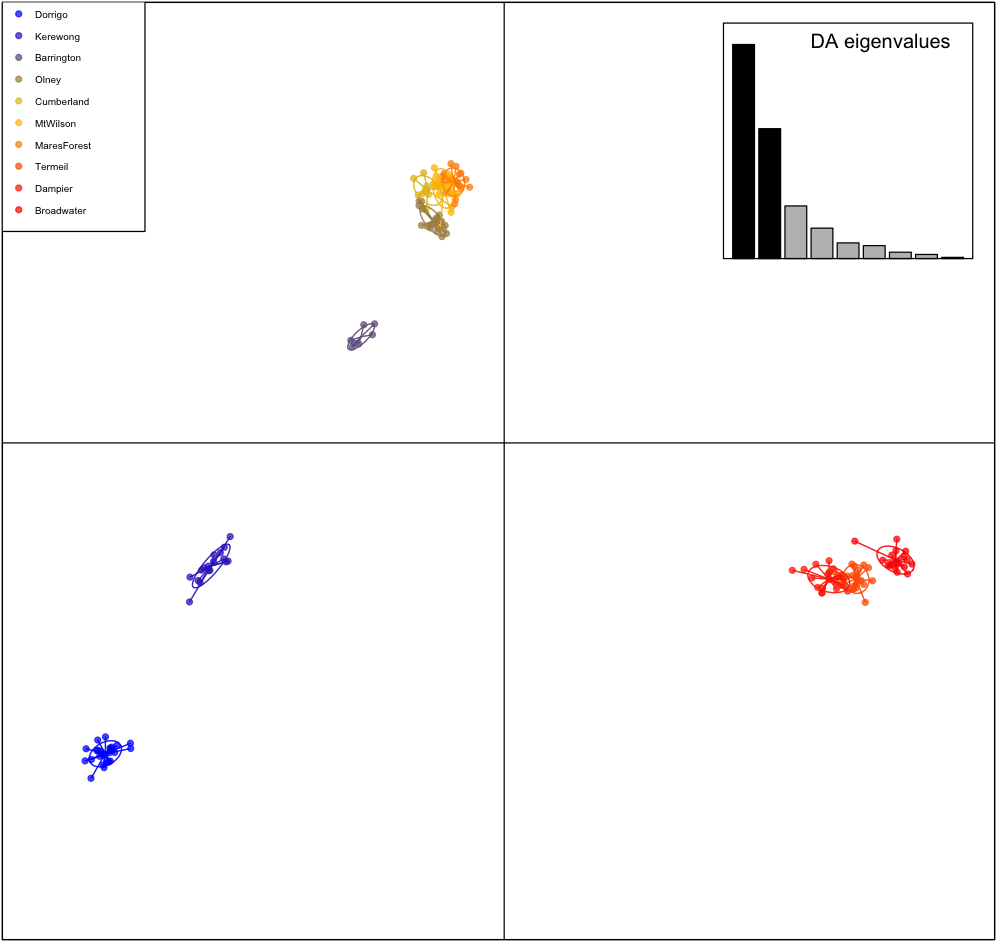 Dorrigo
Kerewong
Barrington
Olney
Cumberland
MtWilson
MaresForest
Termeil
Dampier
Broadwater
DA eigenvalues